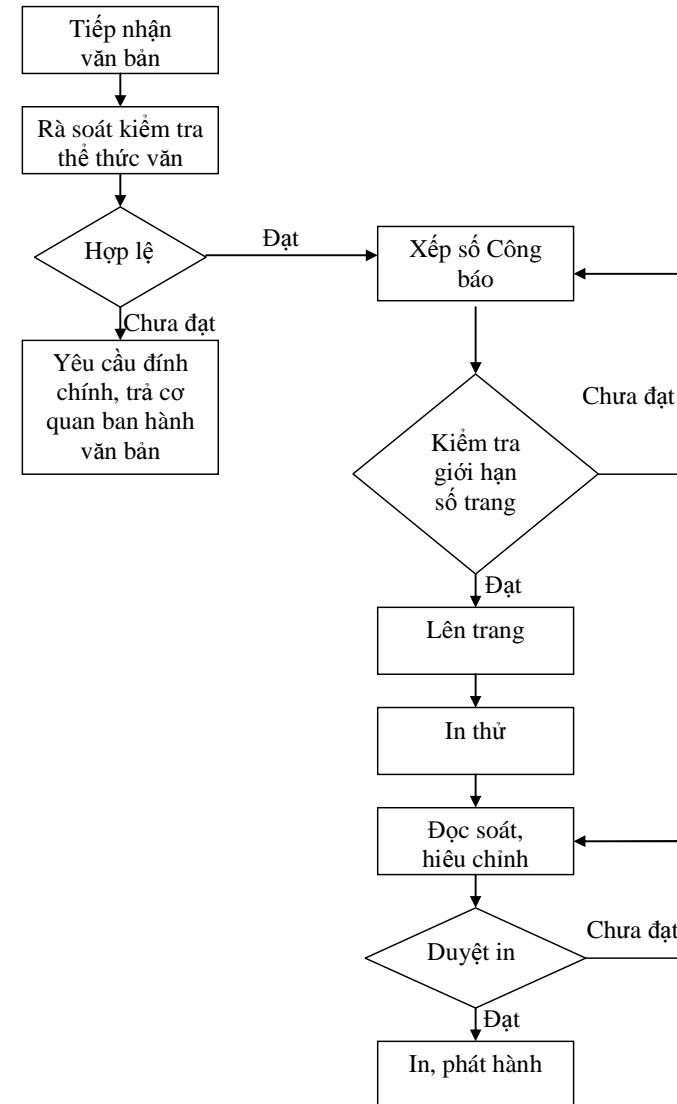 Tiếp nhận
văn bản
Rà soát kiểm tra
thể thức văn
Hợp lệ
Đạt
Chưa đạt
Yêu cầu đính
chính, trả cơ
quan ban hành
văn bản
Xếp số Công
báo
Chưa đạt
Kiểm tra
giới hạn
số trang
Đạt
Lên trang
In thử
Đọc soát,
hiêu chỉnh
Chưa đạt
Duyệt in
Đạt
In, phát hành